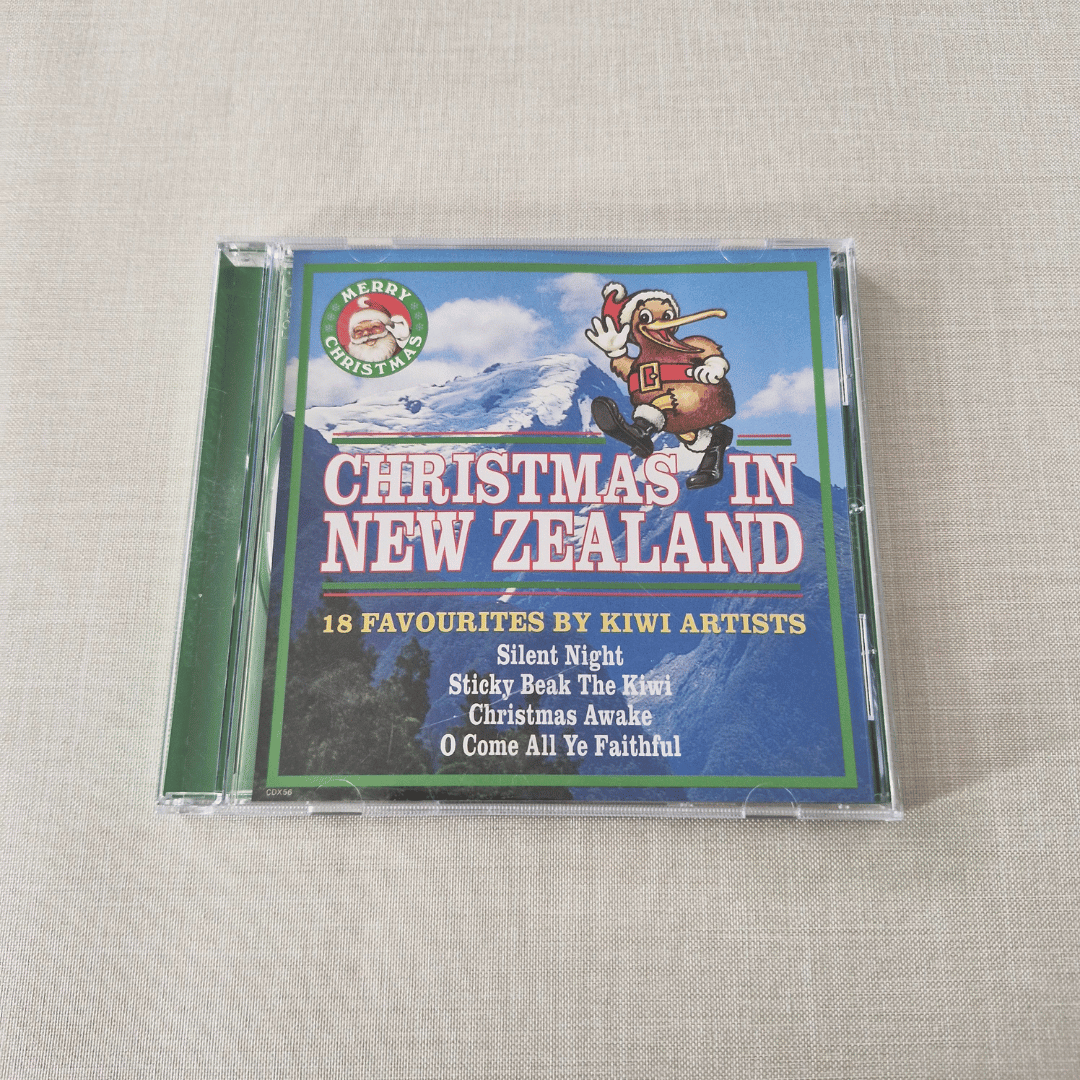 MERRY
CHRISTMAS
CHRISTMAS IN
NEW ZEALAND
18 FAVOURITES BY KIWI ARTISTS
Silent Night
Sticky Beak The Kiwi
Christmas Awake
O Come All Ye Faithful
CDX56